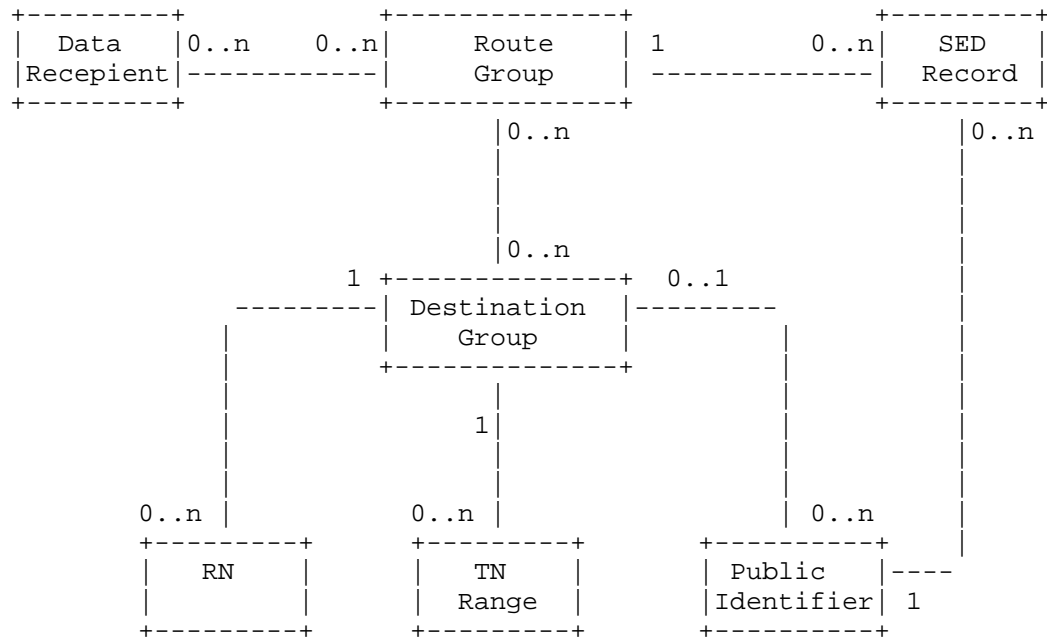 Data 0..n 0..n Route 1 0..n SED
Recepient Group Record
0..n 0..n
0..n
1 0..1
Destination
Group
1
0..n 0..n 0..n
RN TN Public
Range Identifier 1